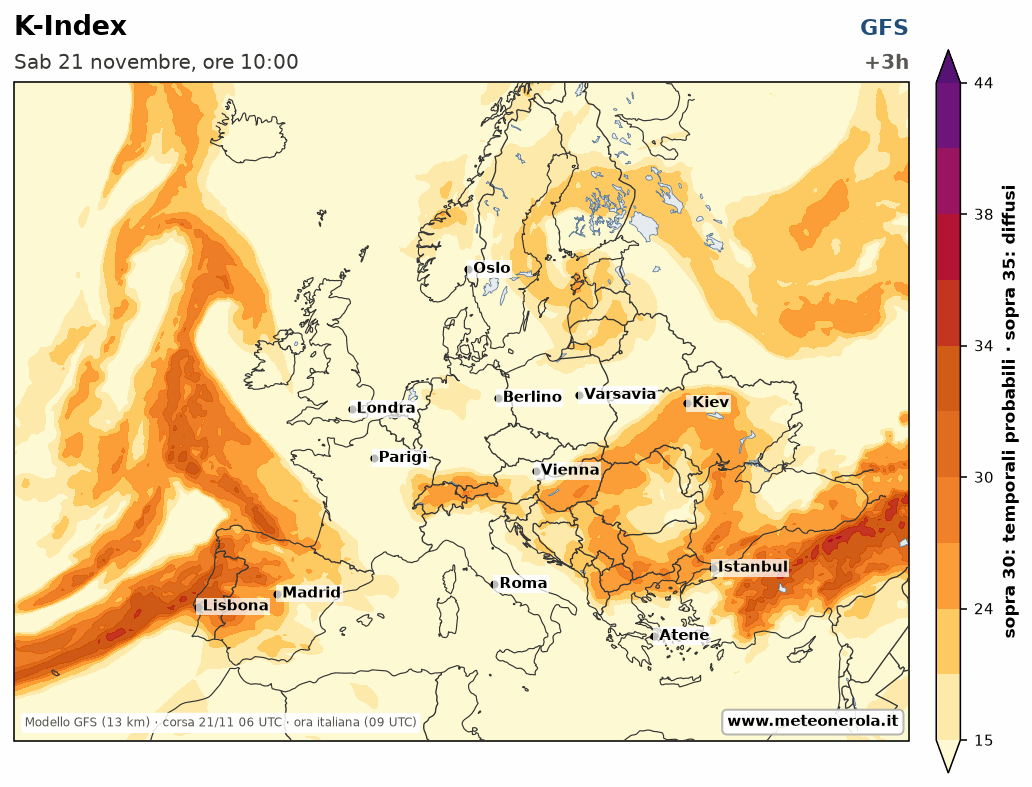 K-Index
GFS
Sab 21 novembre, ore 10:00
+3h
44
38
34
30
24
15
sopra 30: temporali probabili · sopra 35: diffusi
Oslo
Londra
Berlino
Varsavia
Kiev
Parigi
Vienna
Istanbul
Roma
Madrid
Lisbona
Atene
Modello GFS (13 km) · corsa 21/11 06 UTC · ora italiana (09 UTC)
www.meteonerola.it